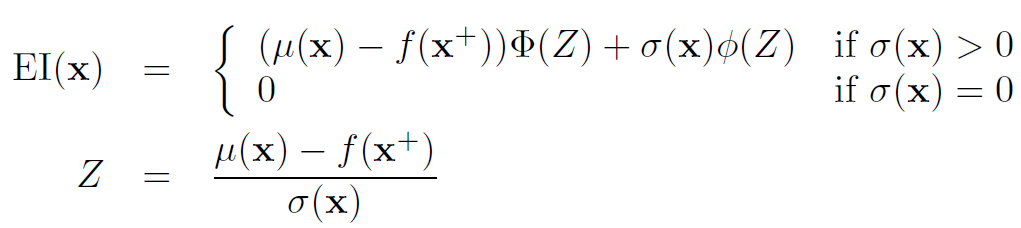 EI(x) = { (μ(x) − f(x⁺))Φ(Z) + σ(x)ϕ(Z) if σ(x) > 0
0 if σ(x) = 0
Z = μ(x) − f(x⁺)
σ(x)